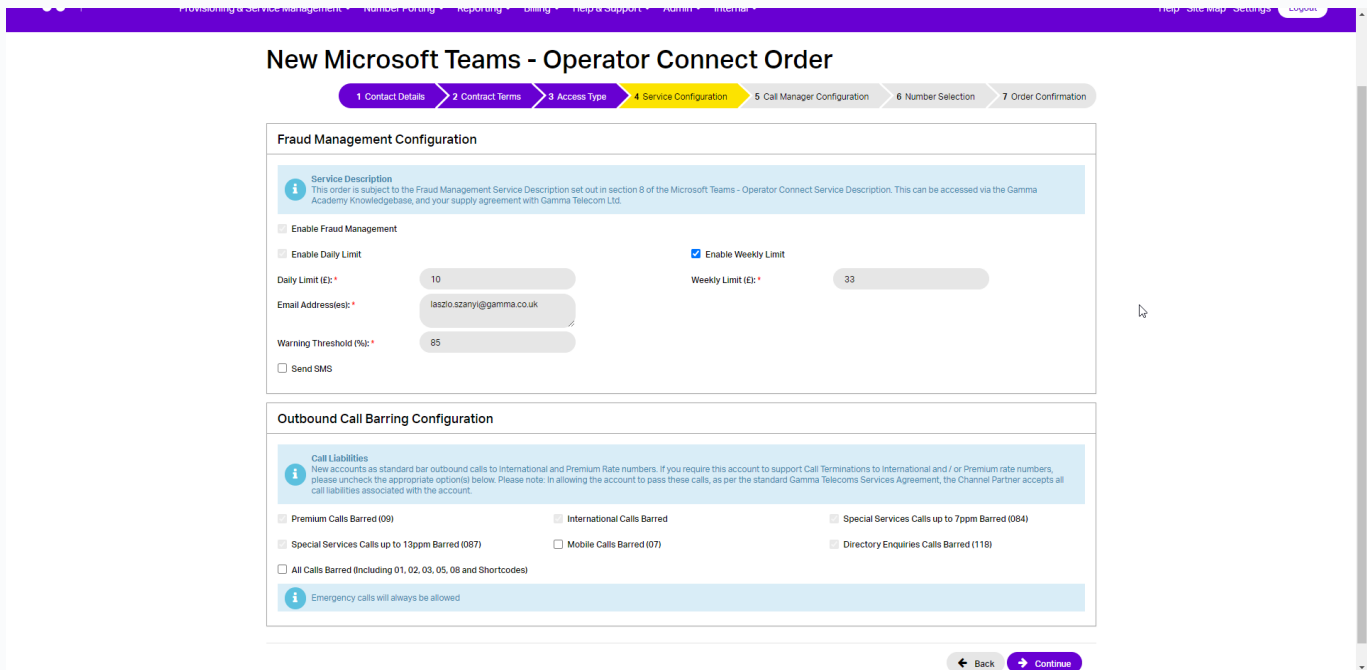 Provisioning & Service Management Number Porting Reporting Billing Help & Support Admin Internal Help Site Map Settings Logout
New Microsoft Teams - Operator Connect Order
1 Contact Details 2 Contract Terms 3 Access Type 4 Service Configuration 5 Call Manager Configuration 6 Number Selection 7 Order Confirmation
Fraud Management Configuration
Service Description
This order is subject to the Fraud Management Service Description set out in section 8 of the Microsoft Teams - Operator Connect Service Description. This can be accessed via the Gamma
Academy Knowledgebase, and your supply agreement with Gamma Telecom Ltd.
Enable Fraud Management
Enable Daily Limit Enable Weekly Limit
Daily Limit (£): * 10 Weekly Limit (£): * 33
Email Address(es): * laszlo.szanyi@gamma.co.uk
Warning Threshold (%): * 85
Send SMS
Outbound Call Barring Configuration
Call Liabilities
New accounts as standard bar outbound calls to International and Premium Rate numbers. If you require this account to support Call Terminations to International and / or Premium rate numbers,
please uncheck the appropriate option(s) below. Please note: In allowing the account to pass these calls, as per the standard Gamma Telecoms Services Agreement, the Channel Partner accepts all
call liabilities associated with the account.
Premium Calls Barred (09) International Calls Barred Special Services Calls up to 7ppm Barred (084)
Special Services Calls up to 13ppm Barred (087) Mobile Calls Barred (07) Directory Enquiries Calls Barred (118)
All Calls Barred (Including 01, 02, 03, 05, 08 and Shortcodes)
Emergency calls will always be allowed
Back Continue